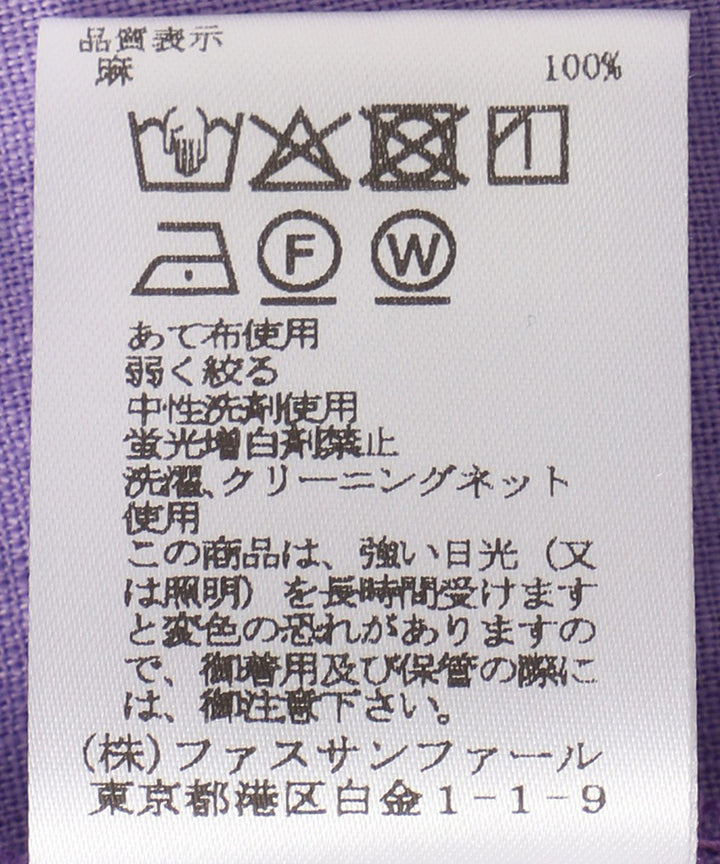 品質表示
麻 100%
F W
あて布使用
弱く絞る
中性洗剤使用
蛍光増白剤禁止
洗濯、クリーニングネット
使用
この商品は、強い日光（又
は照明）を長時間受けます
と変色の恐れがありますの
で、御着用及び保管の際に
は、御注意下さい。
(株)ファスサンファール
東京都港区白金1-1-9